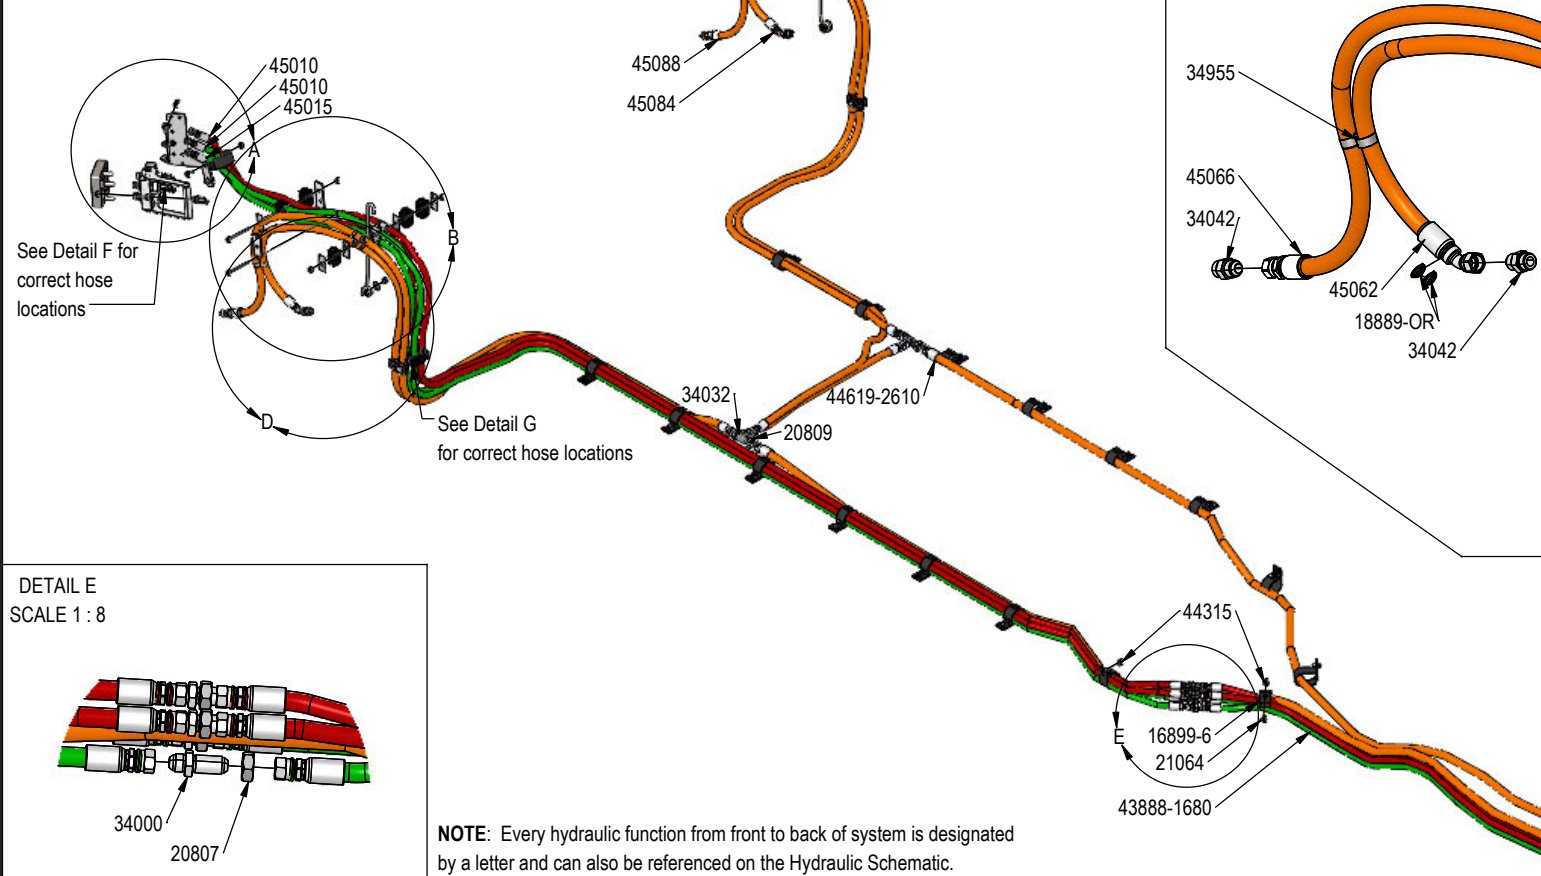 45010
45010
45015
A
B
See Detail F for
correct hose
locations
D
See Detail G
for correct hose locations
45088
45084
34032
20809
44619-2610
34955
45066
34042
45062
18889-OR
34042
44315
E
16899-6
21064
43888-1680
DETAIL E
SCALE 1 : 8
34000
20807
NOTE: Every hydraulic function from front to back of system is designated
by a letter and can also be referenced on the Hydraulic Schematic.